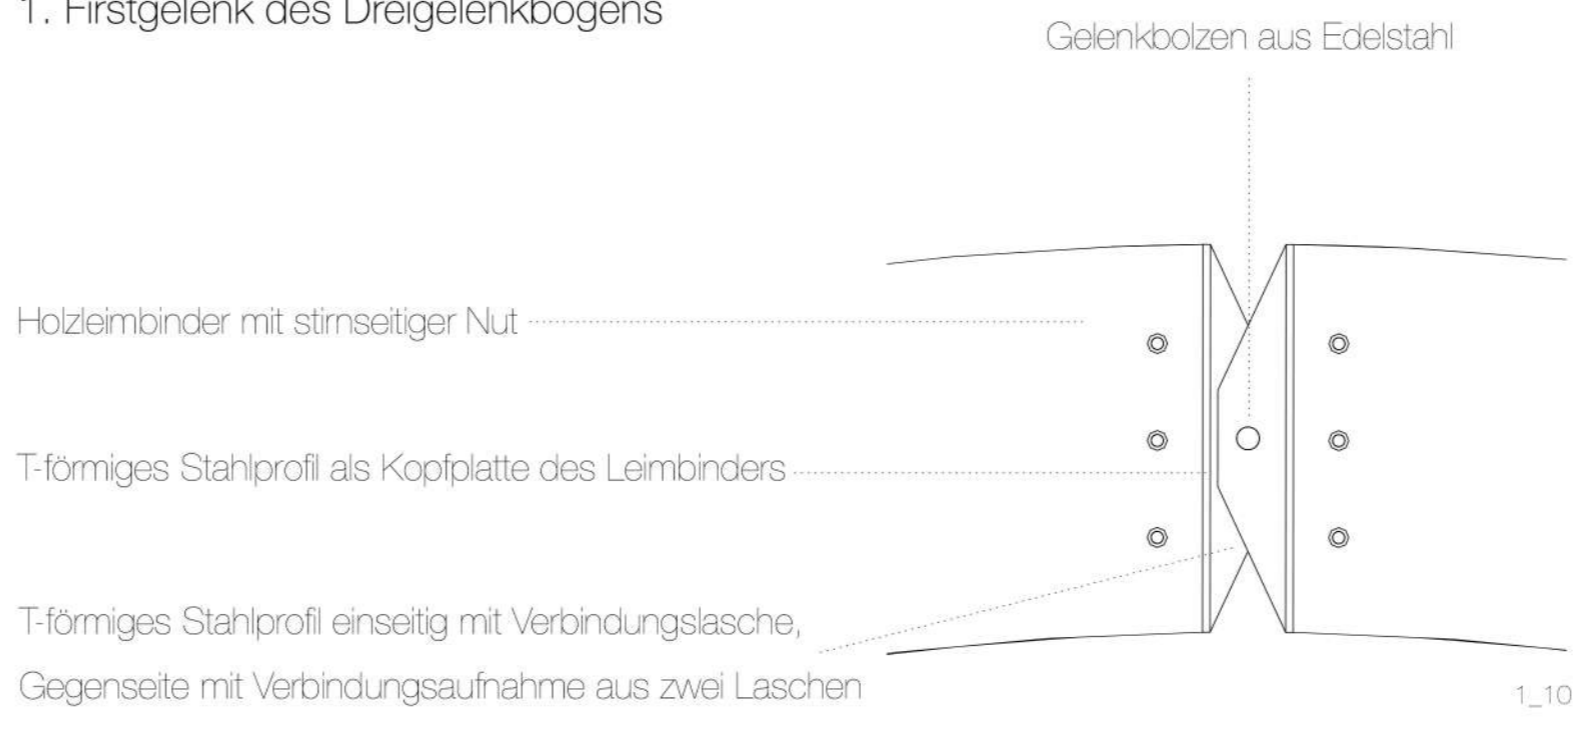 1. Firstgelenk des Dreigelenkbogens
Gelenkbolzen aus Edelstahl
Holzleimbinder mit stirnseitiger Nut
T-förmiges Stahlprofil als Kopfplatte des Leimbinders
T-förmiges Stahlprofil einseitig mit Verbindungslasche,
Gegenseite mit Verbindungsaufnahme aus zwei Laschen
1_10